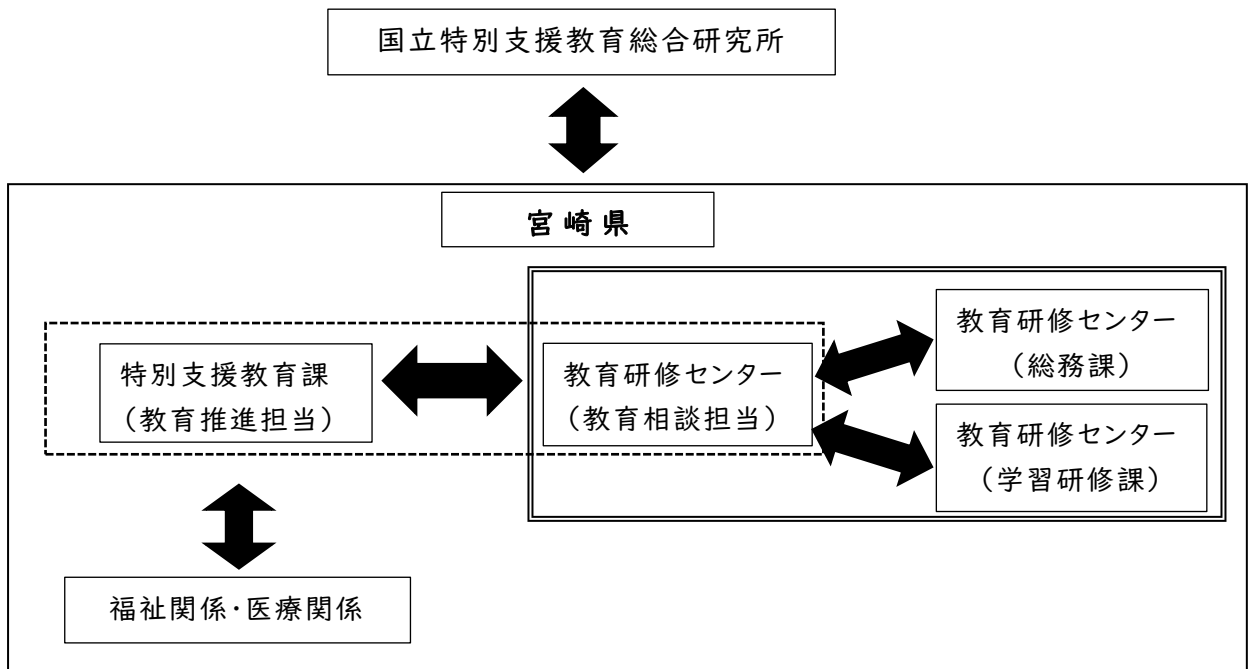 国立特別支援教育総合研究所
宮崎県
特別支援教育課
（教育推進担当）
教育研修センター
（教育相談担当）
教育研修センター
（総務課）
教育研修センター
（学習研修課）
福祉関係・医療関係